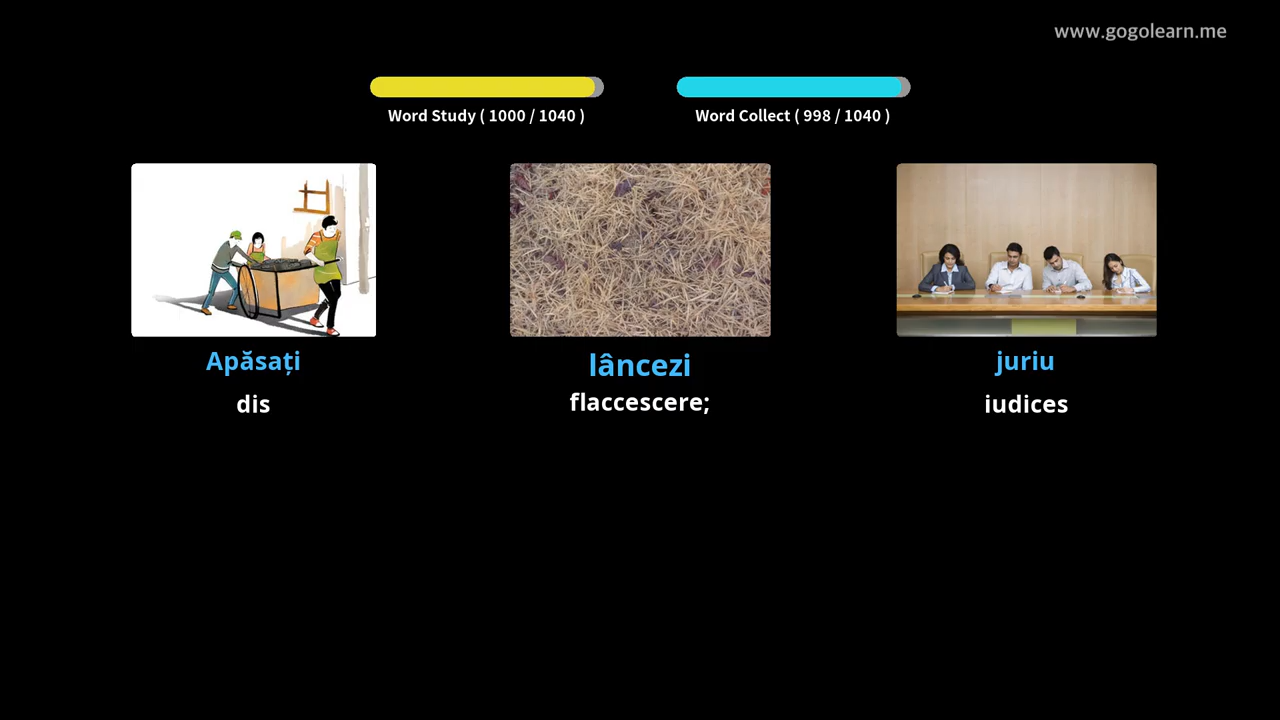 www.gogolearn.me
Word Study ( 1000 / 1040 )
Word Collect ( 998 / 1040 )
Apăsați
lâncezi
juriu
dis
flaccescere;
iudices